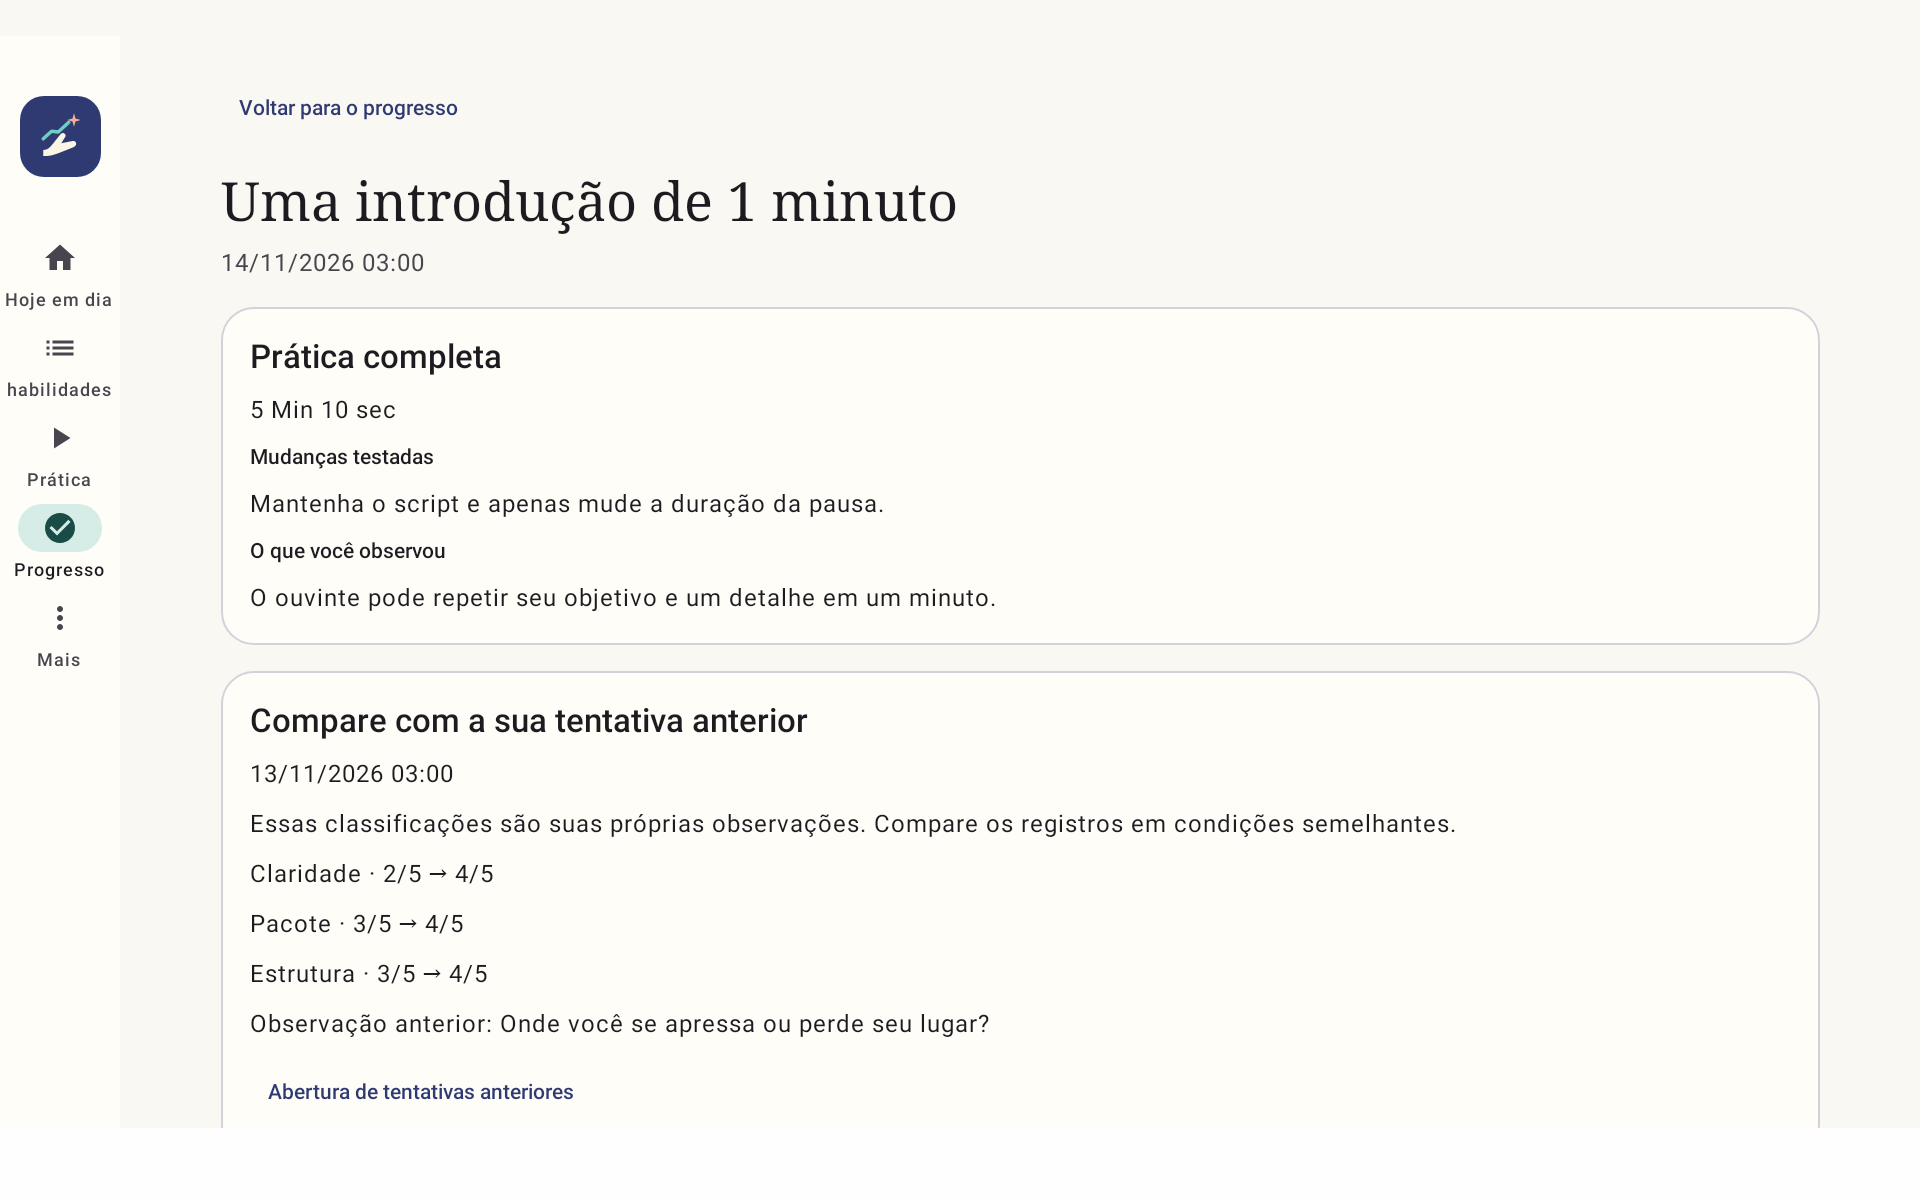 Voltar para o progresso
Uma introdução de 1 minuto
14/11/2026 03:00
Hoje em dia
habilidades
Prática
Progresso
Mais
Prática completa
5 Min 10 sec
Mudanças testadas
Mantenha o script e apenas mude a duração da pausa.
O que você observou
O ouvinte pode repetir seu objetivo e um detalhe em um minuto.
Compare com a sua tentativa anterior
13/11/2026 03:00
Essas classificações são suas próprias observações. Compare os registros em condições semelhantes.
Claridade · 2/5 → 4/5
Pacote · 3/5 → 4/5
Estrutura · 3/5 → 4/5
Observação anterior: Onde você se apressa ou perde seu lugar?
Abertura de tentativas anteriores